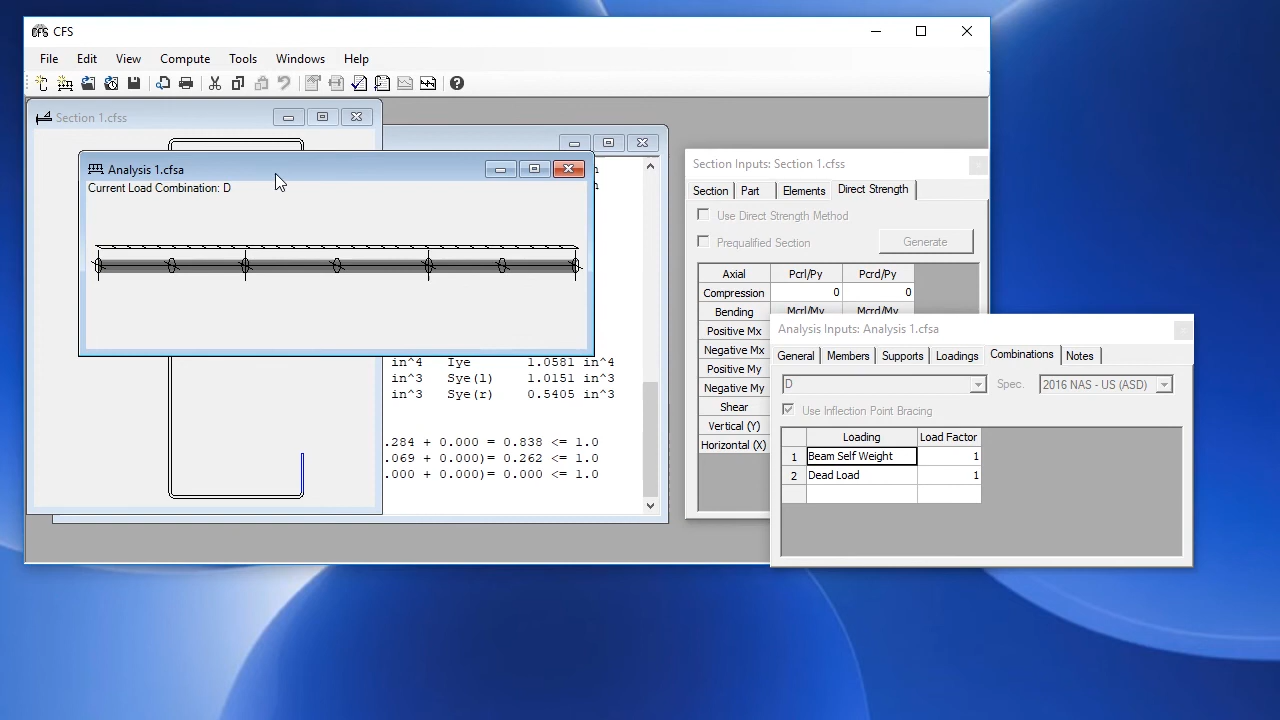 CFS
File Edit View Compute Tools Windows Help
Section 1.cfss
Analysis 1.cfsa
Current Load Combination: D
in^4 Iye 1.0581 in^4
in^3 Sye(l) 1.0151 in^3
in^3 Sye(r) 0.5405 in^3
.284 + 0.000 = 0.838 <= 1.0
.069 + 0.000)= 0.262 <= 1.0
.000 + 0.000)= 0.000 <= 1.0
Section Inputs: Section 1.cfss
Section Part Elements Direct Strength
Use Direct Strength Method
Prequalified Section Generate
Axial Pcrl/Py Pcrd/Py
Compression 0 0
Bending Mcrl/My Mcrd/My
Positive Mx
Negative Mx
Positive My
Negative My
Shear
Vertical (Y)
Horizontal (X)
Analysis Inputs: Analysis 1.cfsa
General Members Supports Loadings Combinations Notes
D Spec. 2016 NAS - US (ASD)
Use Inflection Point Bracing
Loading Load Factor
1 Beam Self Weight 1
2 Dead Load 1